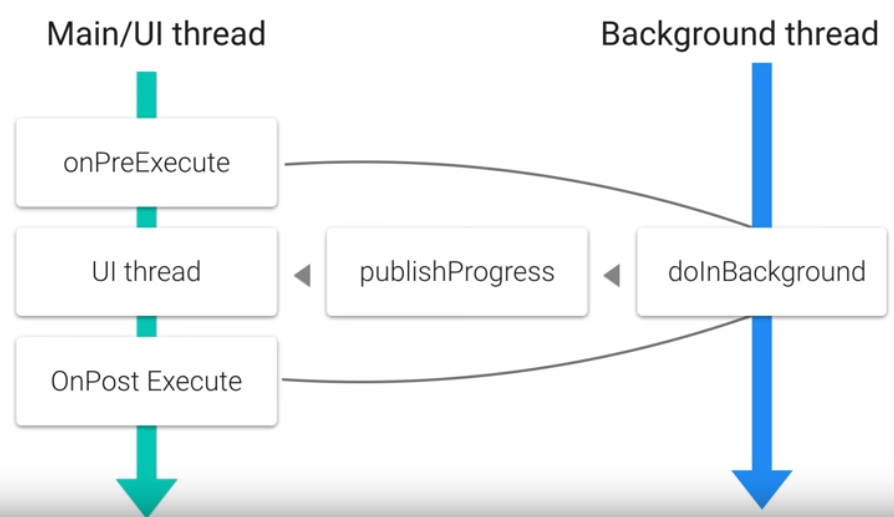 Main/UI thread
Background thread
onPreExecute
UI thread
publishProgress
doInBackground
OnPost Execute